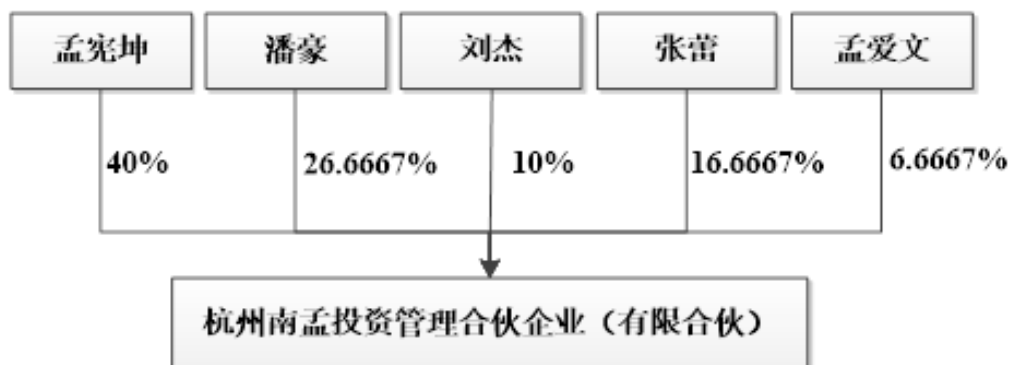 孟宪坤 潘豪 刘杰 张蕾 孟爱文
40% 26.6667% 10% 16.6667% 6.6667%
杭州南孟投资管理合伙企业（有限合伙）